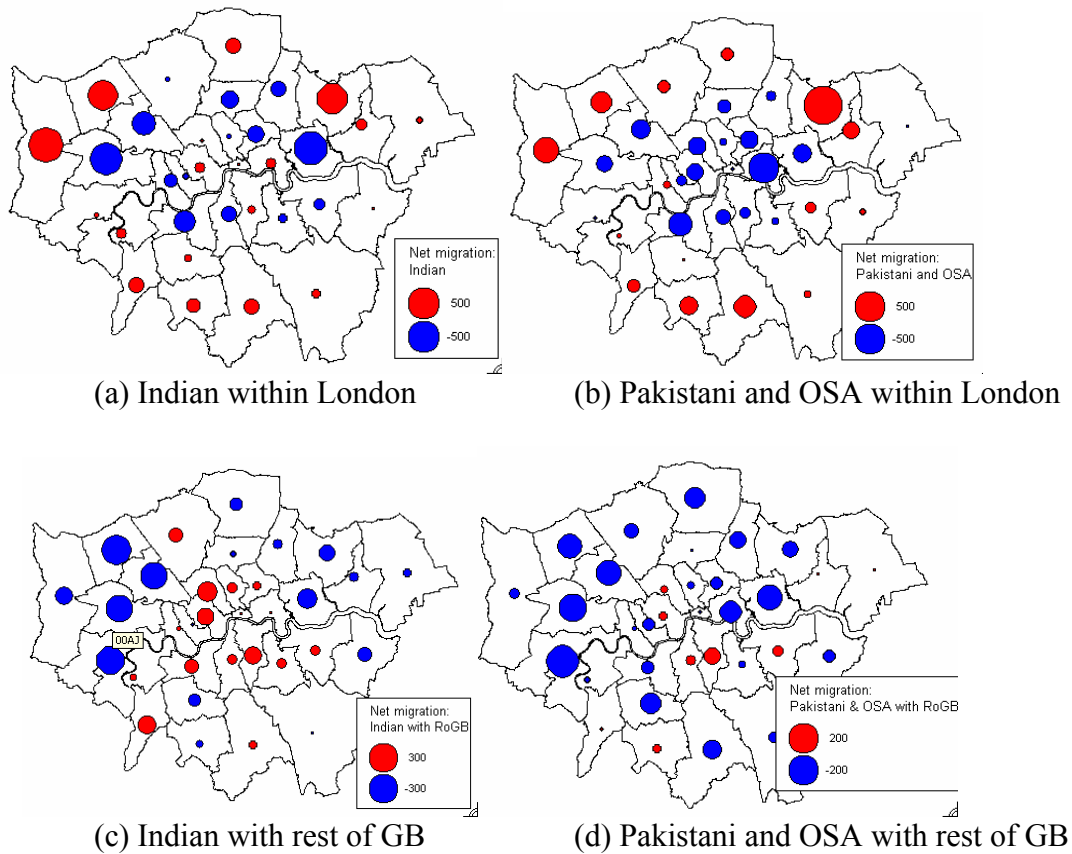 Net migration:
Indian
500
-500
Net migration:
Pakistani and OSA
500
-500
(a) Indian within London
(b) Pakistani and OSA within London
00AJ
Net migration:
Indian with RoGB
300
-300
Net migration:
Pakistani & OSA with RoGB
200
-200
(c) Indian with rest of GB
(d) Pakistani and OSA with rest of GB